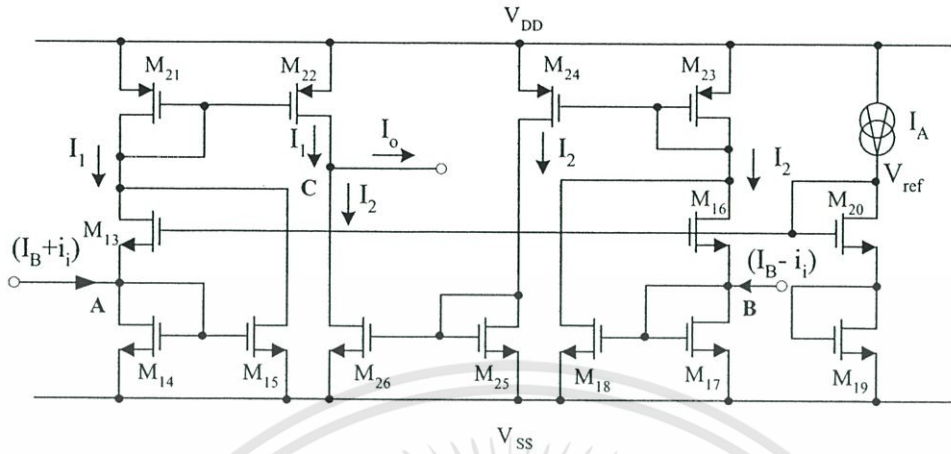 V_DD
M_21
M_22
M_24
M_23
I_1
I_1
I_o
C
I_2
I_2
I_2
I_A
V_ref
M_13
M_16
M_20
(I_B+i_i)
(I_B- i_i)
A
B
M_14
M_15
M_26
M_25
M_18
M_17
M_19
V_SS